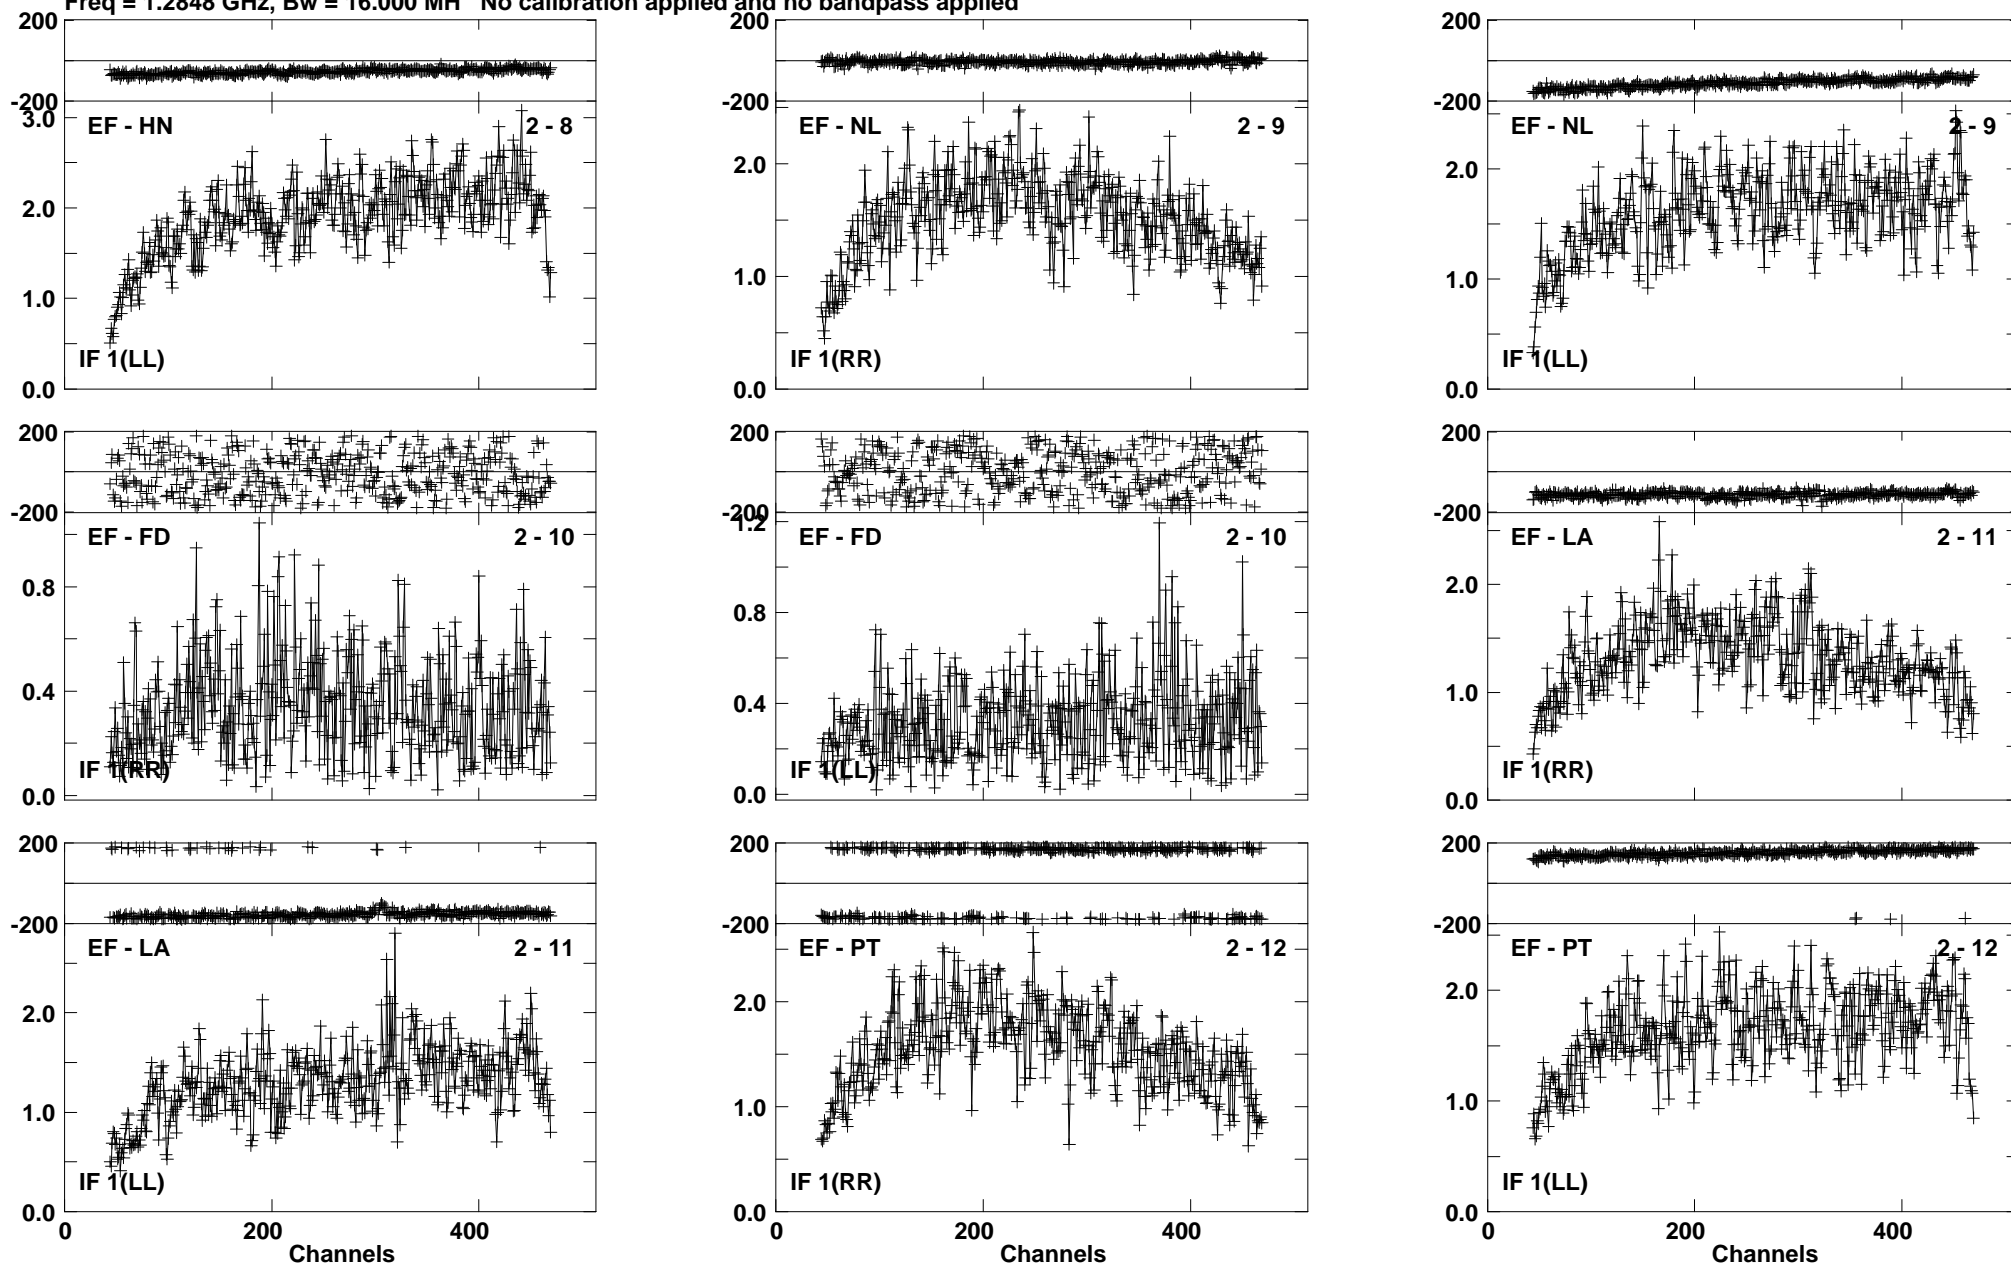 Freq = 1.2848 GHz, Bw = 16.000 MH No calibration applied and no bandpass applied
200
-200
3.0
2.0
1.0
0.0
EF - HN
2 - 8
IF 1(LL)
200
-200
2.0
1.0
0.0
EF - NL
2 - 9
IF 1(RR)
200
-200
2.0
1.0
0.0
EF - NL
2 - 9
IF 1(LL)
200
-200
0.8
0.4
0.0
EF - FD
2 - 10
IF 1(RR)
200
-200
1.2
0.8
0.4
0.0
EF - FD
2 - 10
IF 1(LL)
200
-200
2.0
1.0
0.0
EF - LA
2 - 11
IF 1(RR)
200
-200
2.0
1.0
0.0
EF - LA
2 - 11
IF 1(LL)
0 200 400
Channels
200
-200
2.0
1.0
0.0
EF - PT
2 - 12
IF 1(RR)
200
-200
2.0
1.0
0.0
EF - PT
2 - 12
IF 1(LL)
0 200 400
Channels